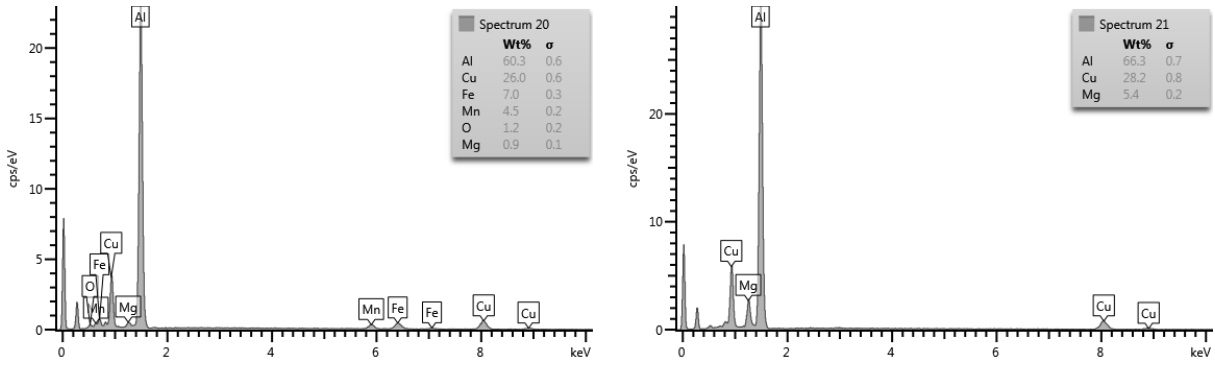 Spectrum 20
Wt% σ
Al 60.3 0.6
Cu 26.0 0.6
Fe 7.0 0.3
Mn 4.5 0.2
O 1.2 0.2
Mg 0.9 0.1
cps/eV
20
15
10
5
0
Al
Cu
Fe
O
Mn
Mg
Mn
Fe
Fe
Cu
Cu
0 2 4 6 8 keV
Spectrum 21
Wt% σ
Al 66.3 0.7
Cu 28.2 0.8
Mg 5.4 0.2
cps/eV
20
10
0
Al
Cu
Mg
Cu
Cu
0 2 4 6 8 keV